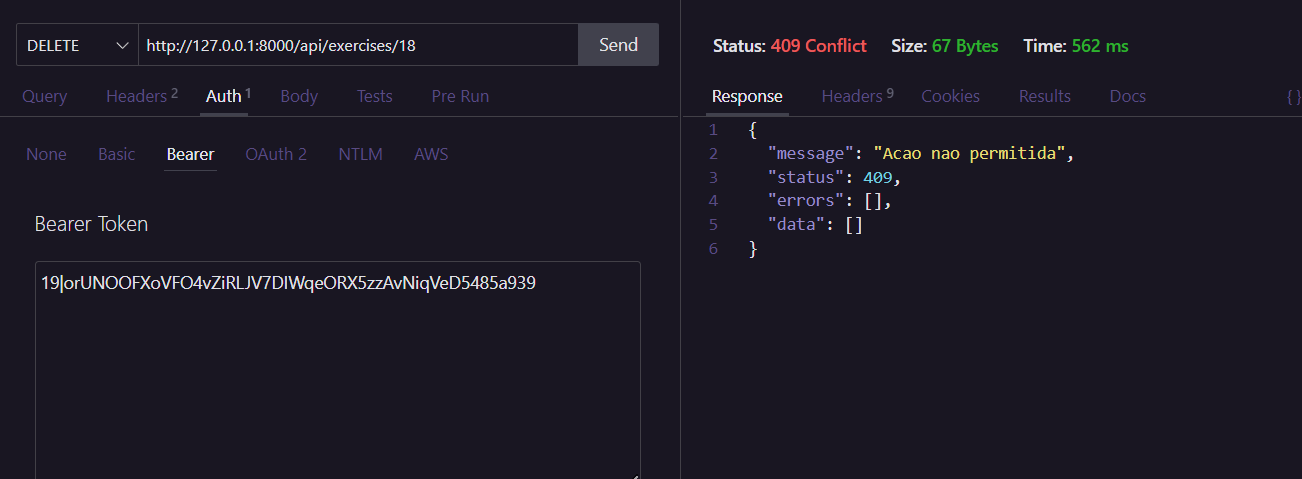 DELETE http://127.0.0.1:8000/api/exercises/18 Send
Query Headers 2 Auth 1 Body Tests Pre Run
None Basic Bearer OAuth 2 NTLM AWS
Bearer Token
19|orUNOOFXoVFO4vZiRLJV7DIWqeORX5zzAvNiqVeD5485a939
Status: 409 Conflict Size: 67 Bytes Time: 562 ms
Response Headers 9 Cookies Results Docs { }
1 {
2 "message": "Acao nao permitida",
3 "status": 409,
4 "errors": [],
5 "data": []
6 }